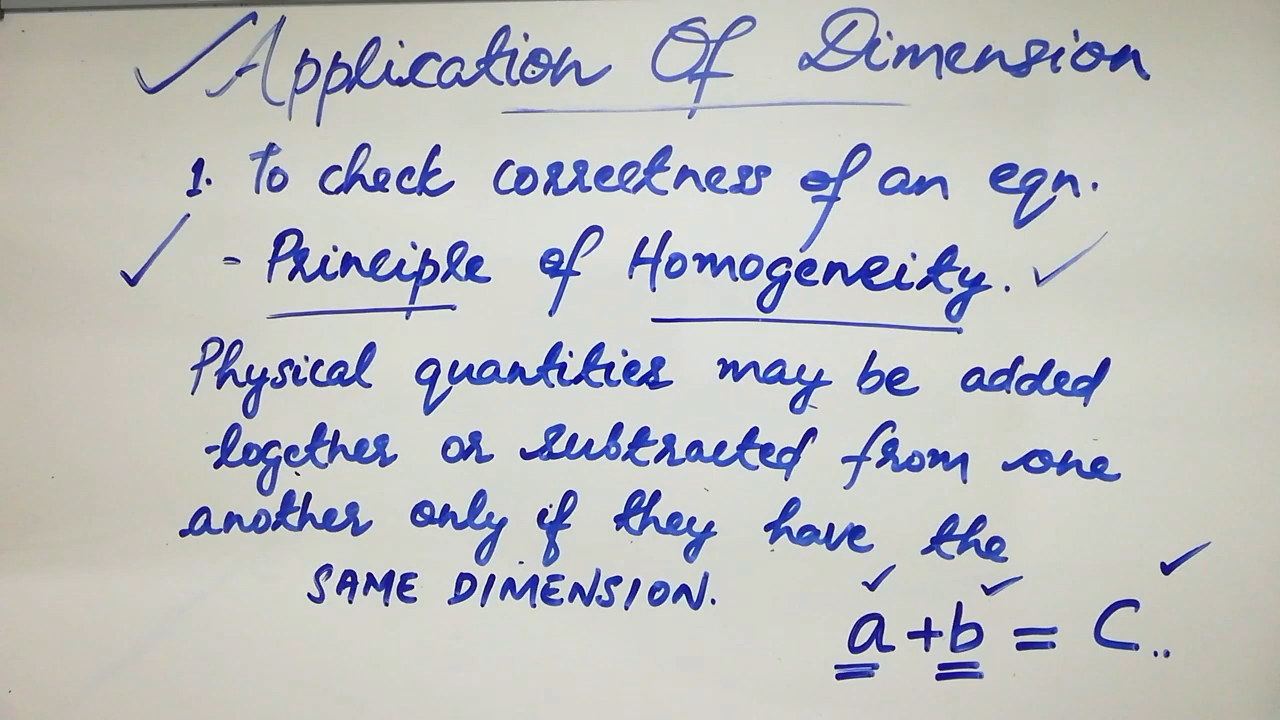 ✓ Application Of Dimension
1. To check correctness of an eqn.
✓ - Principle of Homogeneity. ✓
Physical quantities may be added
together or subtracted from one
another only if they have the
SAME DIMENSION.
a + b = C..